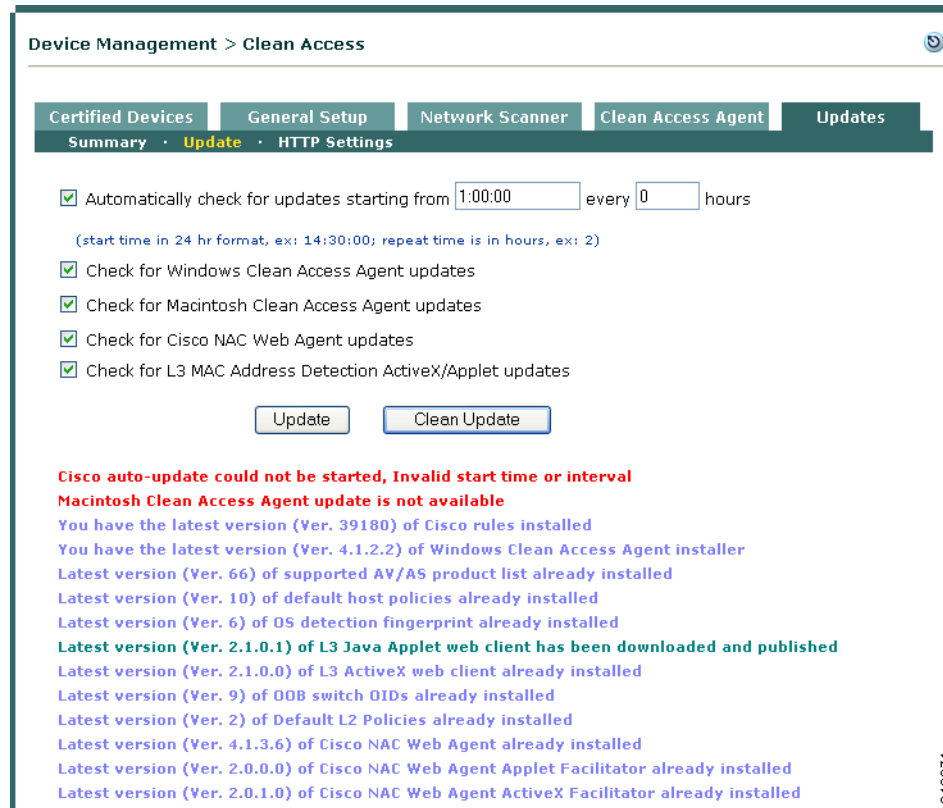 Device Management > Clean Access
Certified Devices General Setup Network Scanner Clean Access Agent Updates
Summary · Update · HTTP Settings
Automatically check for updates starting from 1:00:00 every 0 hours
(start time in 24 hr format, ex: 14:30:00; repeat time is in hours, ex: 2)
Check for Windows Clean Access Agent updates
Check for Macintosh Clean Access Agent updates
Check for Cisco NAC Web Agent updates
Check for L3 MAC Address Detection ActiveX/Applet updates
Update Clean Update
Cisco auto-update could not be started, Invalid start time or interval
Macintosh Clean Access Agent update is not available
You have the latest version (Ver. 39180) of Cisco rules installed
You have the latest version (Ver. 4.1.2.2) of Windows Clean Access Agent installer
Latest version (Ver. 66) of supported AV/AS product list already installed
Latest version (Ver. 10) of default host policies already installed
Latest version (Ver. 6) of OS detection fingerprint already installed
Latest version (Ver. 2.1.0.1) of L3 Java Applet web client has been downloaded and published
Latest version (Ver. 2.1.0.0) of L3 ActiveX web client already installed
Latest version (Ver. 9) of OOB switch OIDs already installed
Latest version (Ver. 2) of Default L2 Policies already installed
Latest version (Ver. 4.1.3.6) of Cisco NAC Web Agent already installed
Latest version (Ver. 2.0.0.0) of Cisco NAC Web Agent Applet Facilitator already installed
Latest version (Ver. 2.0.1.0) of Cisco NAC Web Agent ActiveX Facilitator already installed